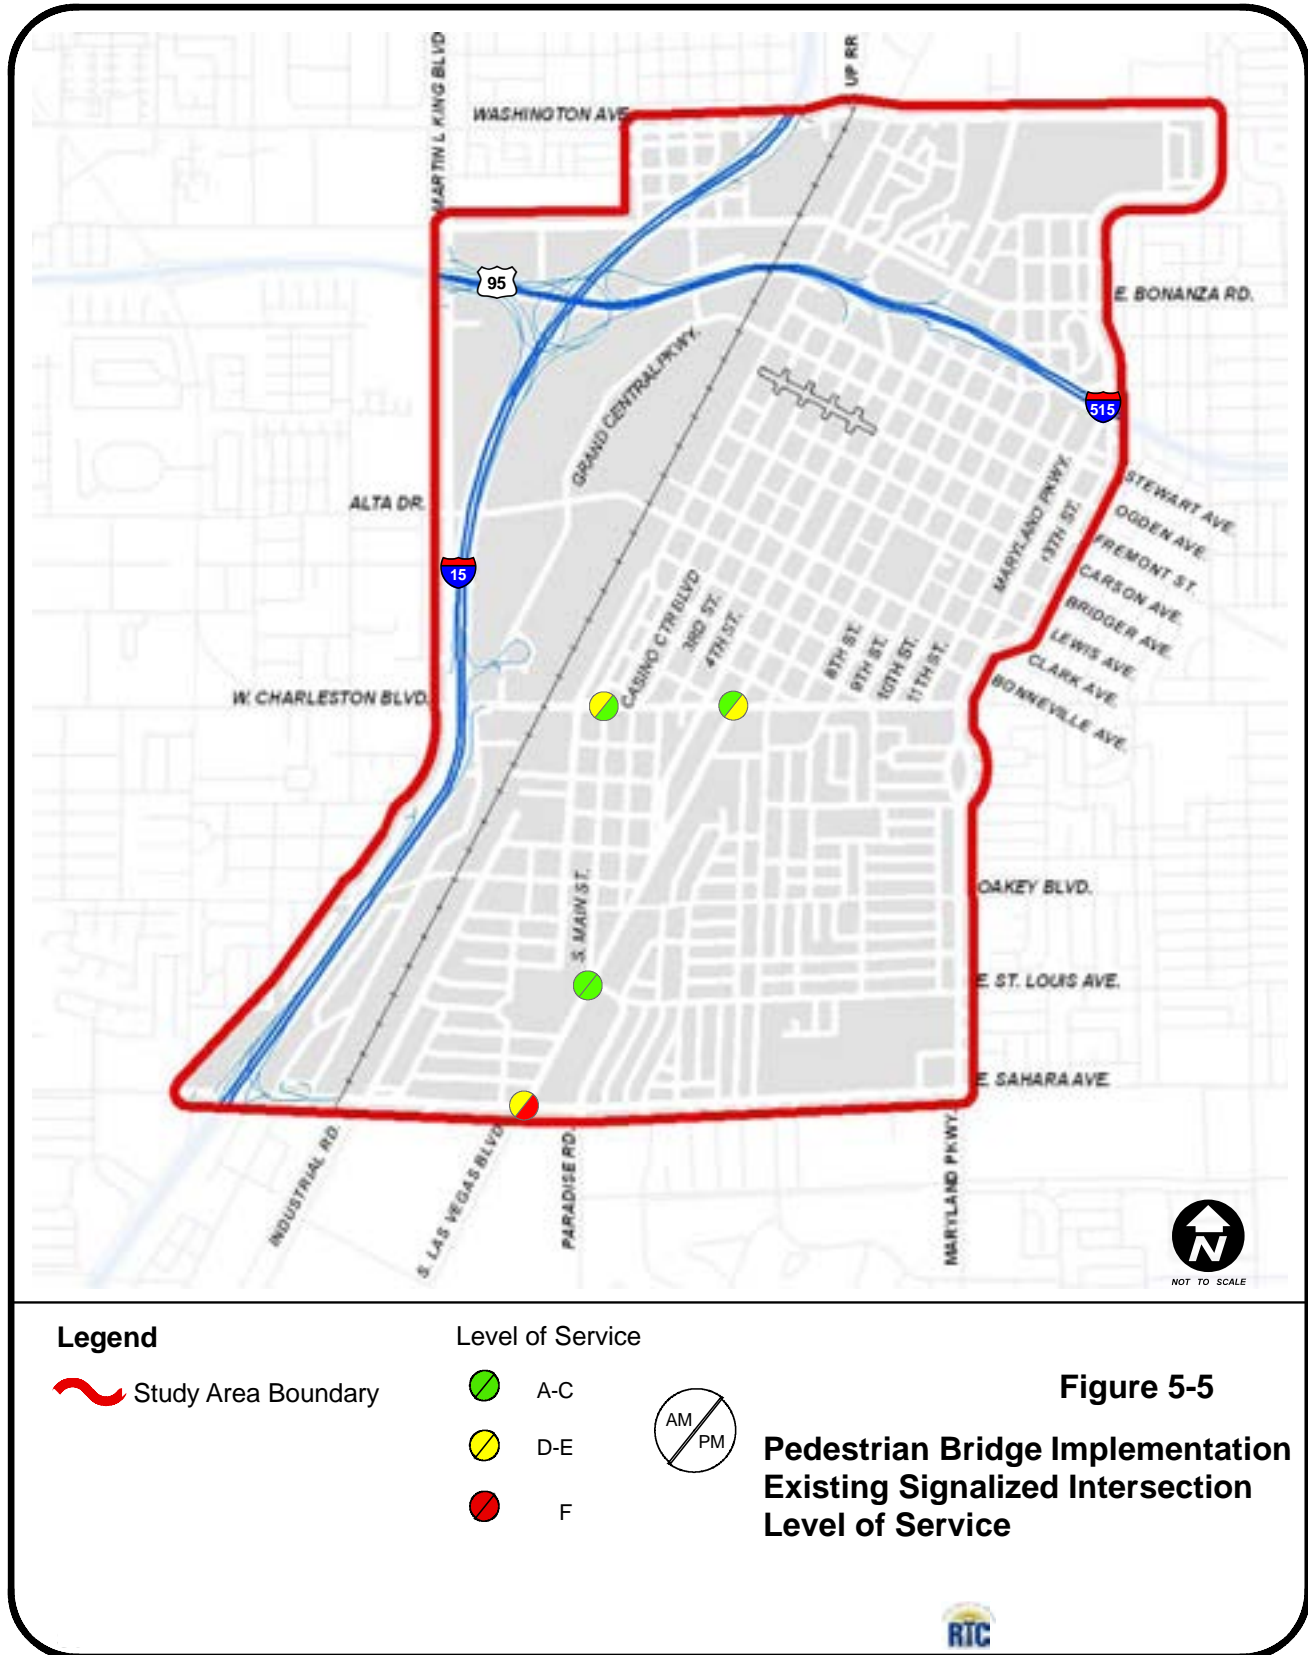 MARTIN L KING BLVD
UP RR
WASHINGTON AVE.
95
E. BONANZA RD.
GRAND CENTRAL PKWY.
515
ALTA DR.
MARYLAND PKWY.
13TH ST.
STEWART AVE.
OGDEN AVE.
FREMONT ST.
CARSON AVE.
BRIDGER AVE.
LEWIS AVE.
CLARK AVE.
BONNEVILLE AVE.
15
CASINO CTR BLVD
3RD ST.
4TH ST.
8TH ST.
9TH ST.
10TH ST.
11TH ST.
W. CHARLESTON BLVD.
S. MAIN ST.
OAKEY BLVD.
E. ST. LOUIS AVE.
E. SAHARA AVE.
INDUSTRIAL RD.
S. LAS VEGAS BLVD
PARADISE RD.
MARYLAND PKWY.
N
NOT TO SCALE
Legend
Study Area Boundary
Level of Service
A-C
D-E
F
AM
PM
Figure 5-5
Pedestrian Bridge Implementation
Existing Signalized Intersection
Level of Service
RTC